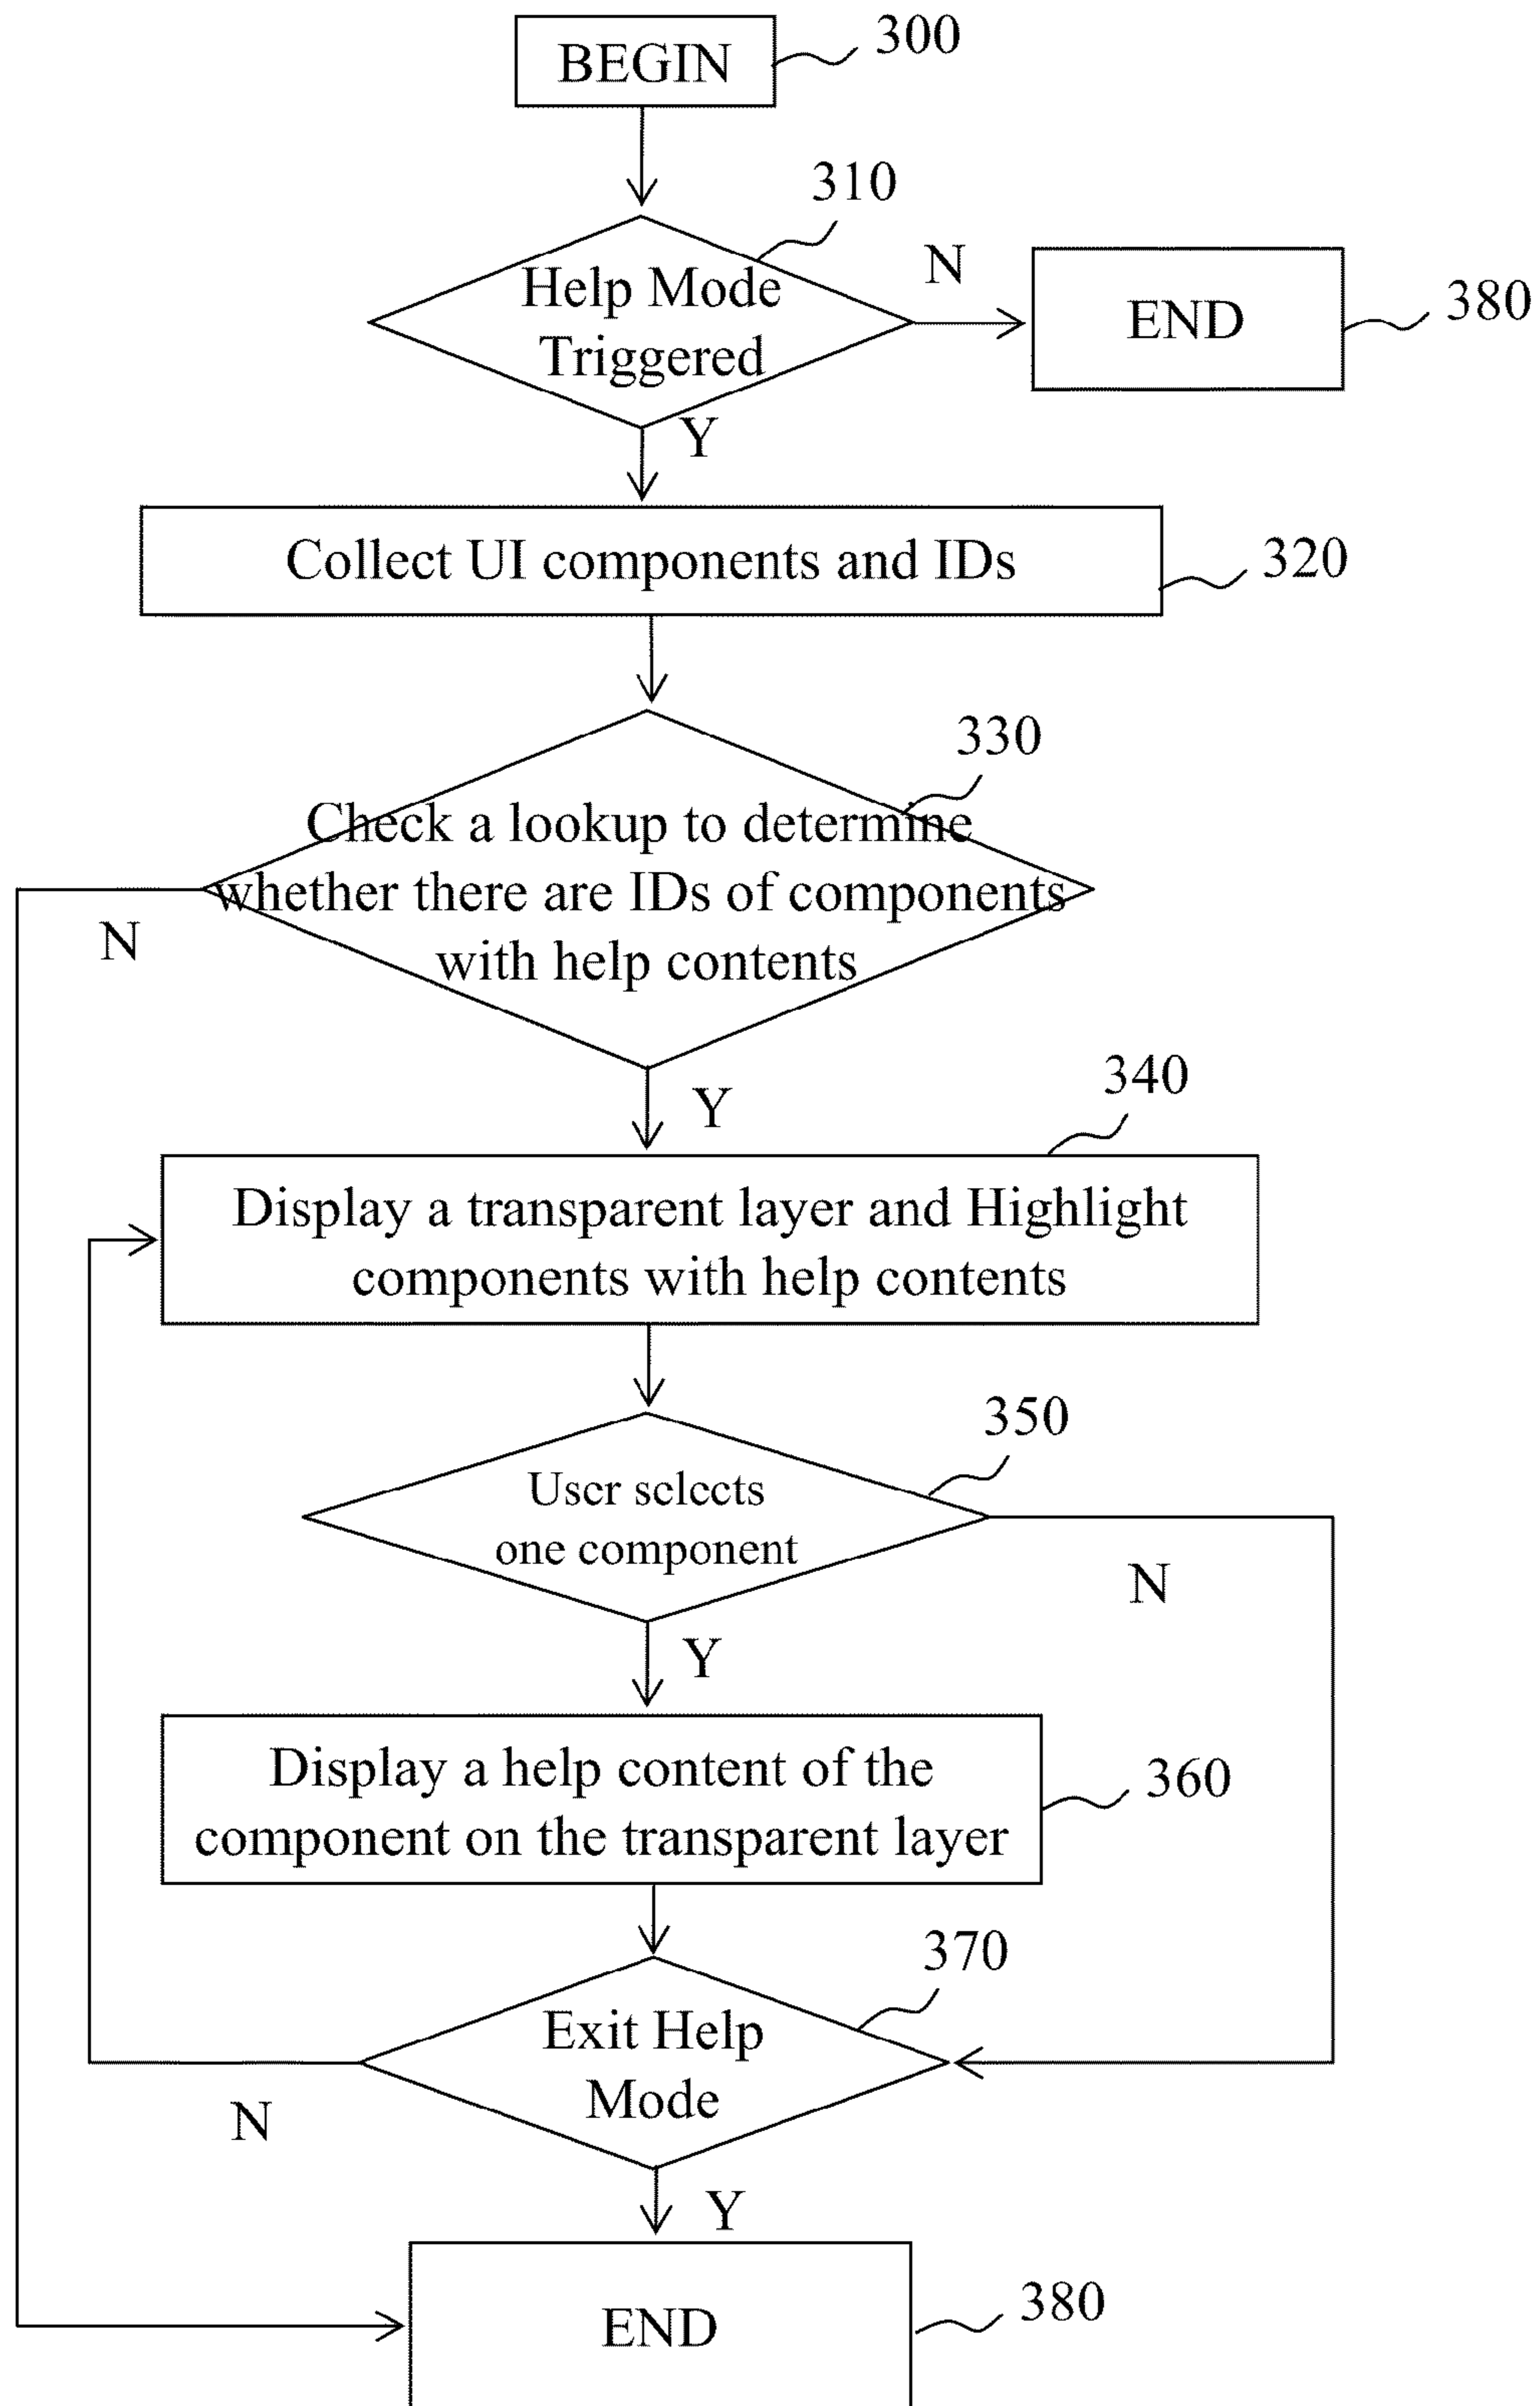 BEGIN
300
310
Help Mode
Triggered
N
END
380
Y
Collect UI components and IDs
320
330
Check a lookup to determine
whether there are IDs of components
with help contents
N
Y
340
Display a transparent layer and Highlight
components with help contents
350
User selects
one component
N
Y
Display a help content of the
component on the transparent layer
360
370
Exit Help
Mode
N
Y
END
380